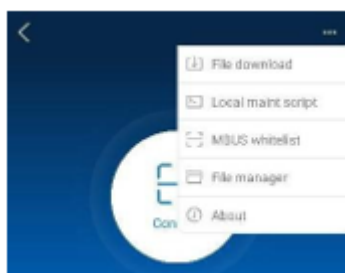 File download
Local maint script
MBUS whitelist
File manager
About
Con